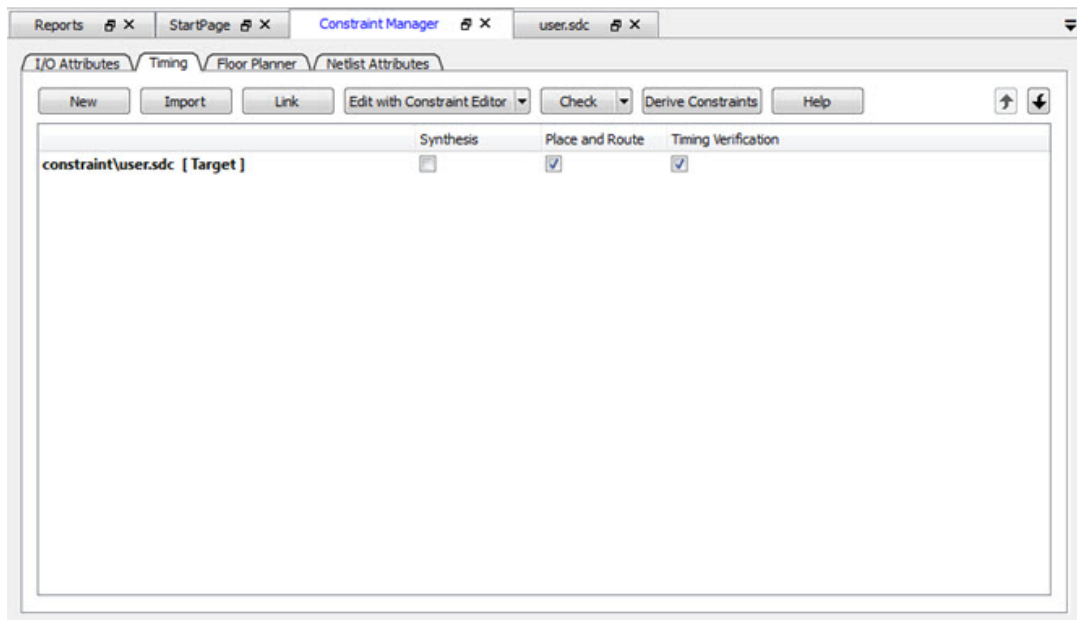 Reports StartPage Constraint Manager user.sdc
I/O Attributes Timing Floor Planner Netlist Attributes
New Import Link Edit with Constraint Editor Check Derive Constraints Help
Synthesis Place and Route Timing Verification
constraint\user.sdc [ Target ]